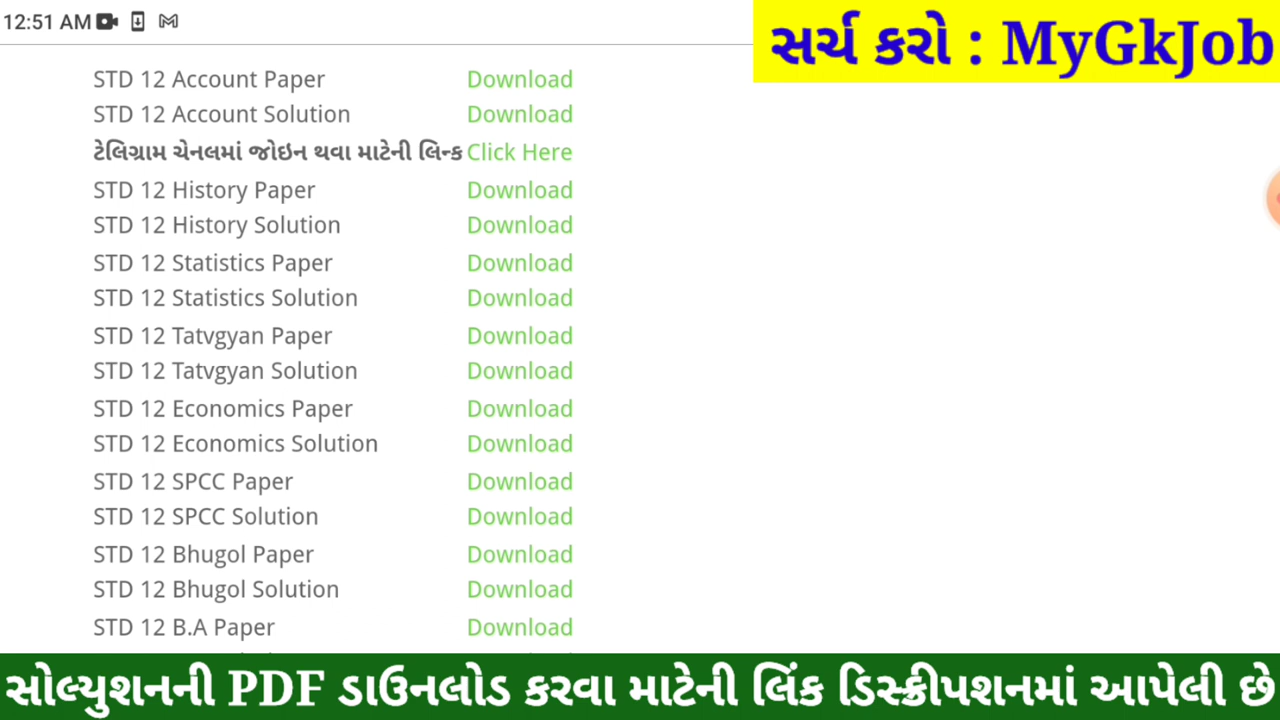 12:51 AM
સર્ચ કરો : MyGkJob
STD 12 Account Paper Download
STD 12 Account Solution Download
ટેલિગ્રામ ચેનલમાં જોઇન થવા માટેની લિન્ક Click Here
STD 12 History Paper Download
STD 12 History Solution Download
STD 12 Statistics Paper Download
STD 12 Statistics Solution Download
STD 12 Tatvgyan Paper Download
STD 12 Tatvgyan Solution Download
STD 12 Economics Paper Download
STD 12 Economics Solution Download
STD 12 SPCC Paper Download
STD 12 SPCC Solution Download
STD 12 Bhugol Paper Download
STD 12 Bhugol Solution Download
STD 12 B.A Paper Download
સોલ્યુશનની PDF ડાઉનલોડ કરવા માટેની લિંક ડિસ્ક્રીપશનમાં આપેલી છે